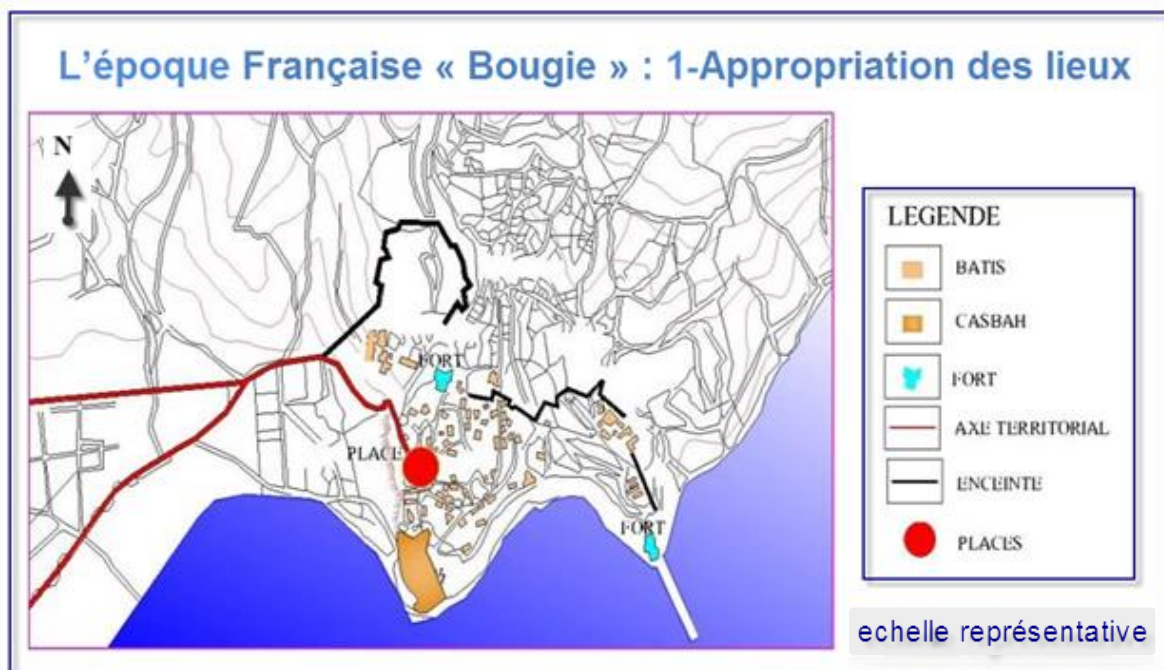 L'époque Française « Bougie » : 1-Appropriation des lieux
N
FORT
PLACE
FORT
LEGENDE
BATIS
CASBAH
FORT
AXE TERRITORIAL
ENCEINTE
PLACES
echelle représentative